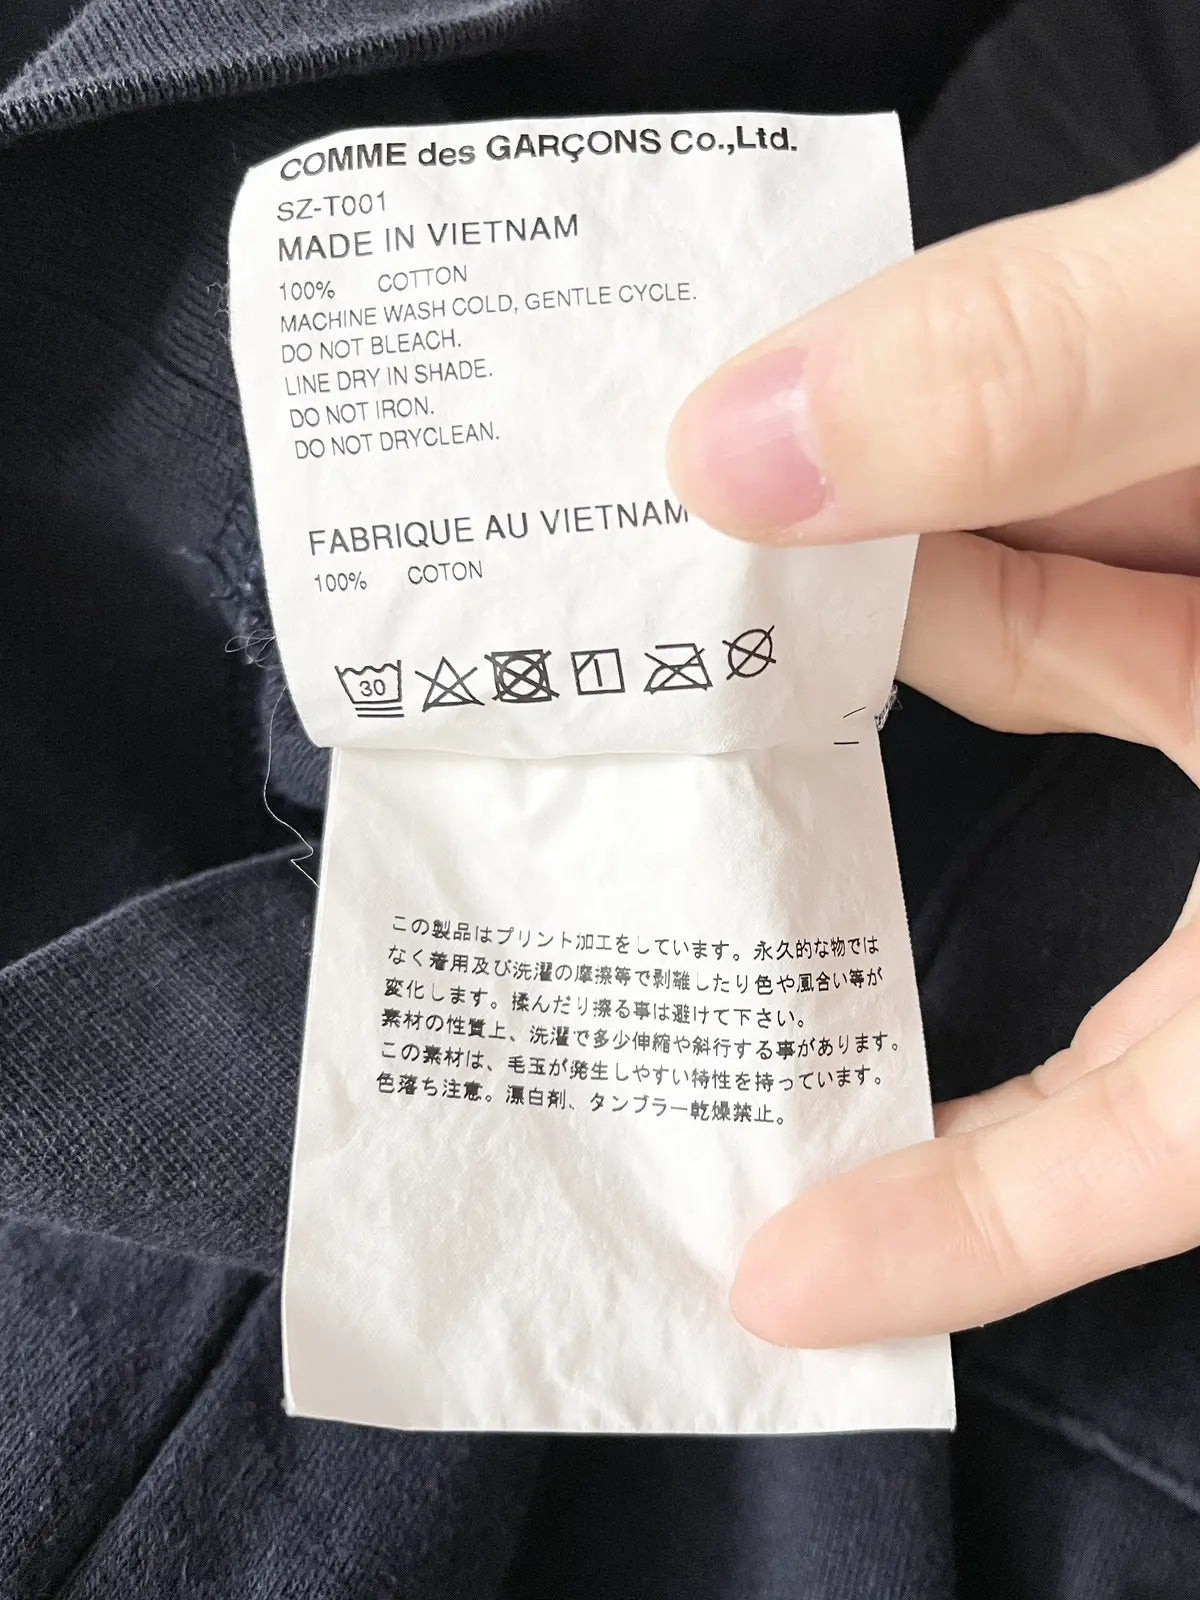 COMME des GARÇONS Co.,Ltd.
SZ-T001
MADE IN VIETNAM
100% COTTON
MACHINE WASH COLD, GENTLE CYCLE.
DO NOT BLEACH.
LINE DRY IN SHADE.
DO NOT IRON.
DO NOT DRYCLEAN.
FABRIQUE AU VIETNAM
100% COTON
30
この製品はプリント加工をしています。永久的な物では
なく着用及び洗濯の摩擦等で剥離したり色や風合い等が
変化します。揉んだり擦る事は避けて下さい。
素材の性質上、洗濯で多少伸縮や斜行する事があります。
この素材は、毛玉が発生しやすい特性を持っています。
色落ち注意。漂白剤、タンブラー乾燥禁止。